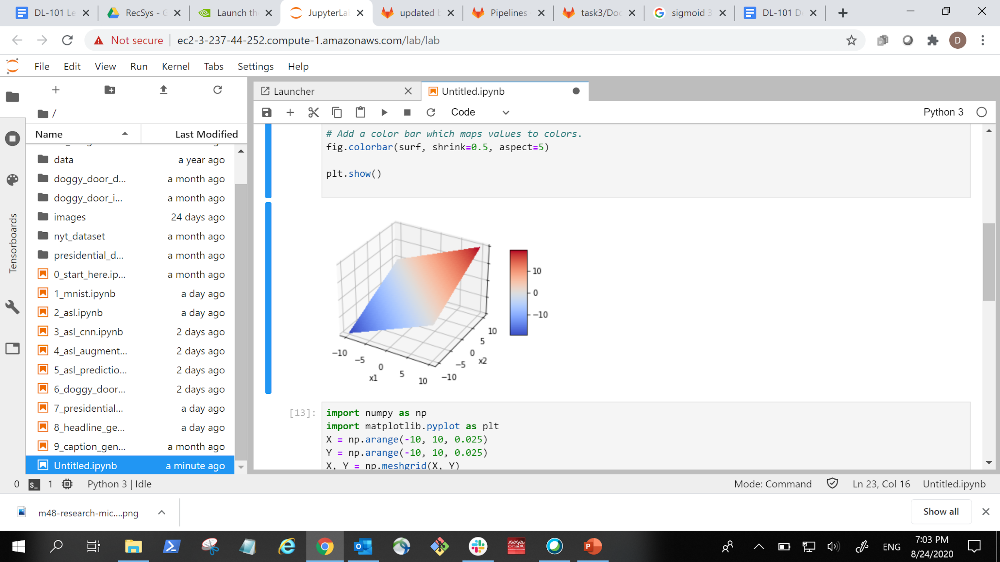 DL-101 Le
RecSys - G
Launch the
JupyterLa
updated b
Pipelines
task3/Doc
sigmoid 3
DL-101 De
Not secure
ec2-3-237-44-252.compute-1.amazonaws.com/lab/lab
D
File Edit View Run Kernel Tabs Settings Help
Launcher
Untitled.ipynb
/
Code
Python 3
Name
Last Modified
Tensorboards
data a year ago
doggy_door_d... a month ago
doggy_door_i... a month ago
images 24 days ago
nyt_dataset a month ago
presidential_d... a month ago
0_start_here.ip... a month ago
1_mnist.ipynb a day ago
2_asl.ipynb a day ago
3_asl_cnn.ipynb 2 days ago
4_asl_augment... 2 days ago
5_asl_predictio... 2 days ago
6_doggy_door... 2 days ago
7_presidential... a day ago
8_headline_ge... a day ago
9_caption_gen... a month ago
Untitled.ipynb a minute ago
# Add a color bar which maps values to colors.
fig.colorbar(surf, shrink=0.5, aspect=5)
plt.show()
10
0
−10
−10
−5
0
5
10
x1
−10
−5
0
5
10
x2
[13]:
import numpy as np
import matplotlib.pyplot as plt
X = np.arange(-10, 10, 0.025)
Y = np.arange(-10, 10, 0.025)
X, Y = np.meshgrid(X, Y)
0 $_ 1 Python 3 | Idle
Mode: Command
Ln 23, Col 16
Untitled.ipynb
m48-research-mic....png
Show all
AVAYA
one-X
ENG
7:03 PM
8/24/2020